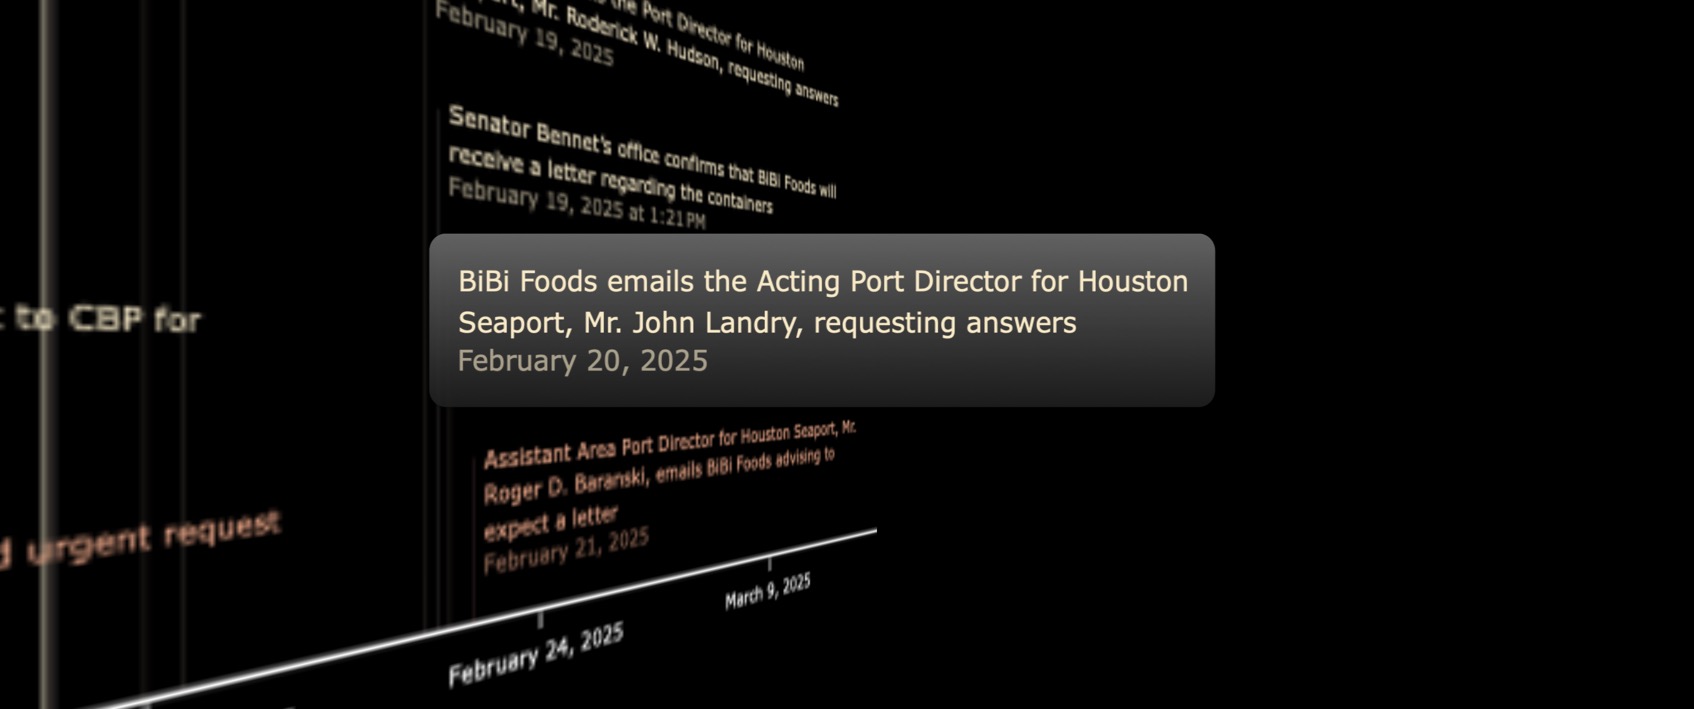 the Port Director for Houston
Mr. Roderick W. Hudson, requesting answers
February 19, 2025
Senator Bennet's office confirms that BiBi Foods will
receive a letter regarding the containers
February 19, 2025 at 1:21 PM
to CBP for
BiBi Foods emails the Acting Port Director for Houston
Seaport, Mr. John Landry, requesting answers
February 20, 2025
Assistant Area Port Director for Houston Seaport, Mr.
Roger D. Baranski, emails BiBi Foods advising to
expect a letter
February 21, 2025
urgent request
March 9, 2025
February 24, 2025